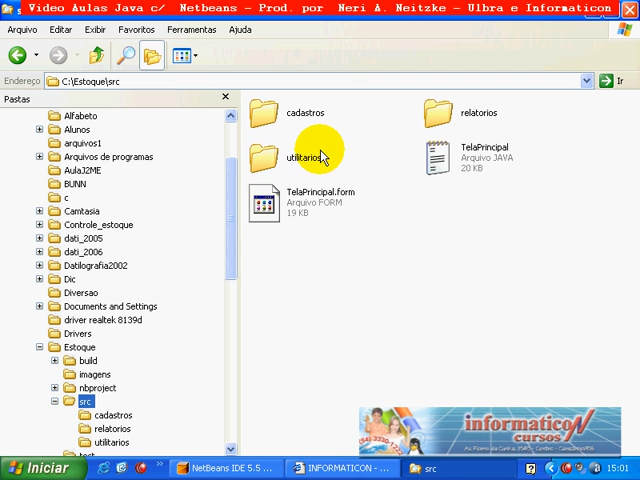 Video Aulas Java c/ Netbeans - Prod. por Neri A. Neitzke - Ulbra e Informaticon
Arquivo Editar Exibir Favoritos Ferramentas Ajuda
Endereço C:\Estoque\src Ir
Pastas
Alfabeto
Alunos
arquivos1
Arquivos de programas
AulaJ2ME
BUNN
c
Camtasia
Controle_estoque
dati_2005
dati_2006
Datilografia2002
Dic
Diversao
Documents and Settings
driver realtek 8139d
Drivers
Estoque
build
imagens
nbproject
src
cadastros
relatorios
utilitarios
test
cadastros
relatorios
utilitarios
TelaPrincipal
Arquivo JAVA
20 KB
TelaPrincipal.form
Arquivo FORM
19 KB
informaticoN
cursos
(54) 3330-12
Iniciar
»
NetBeans IDE 5.5 ...
INFORMATICON - ...
src
15:01